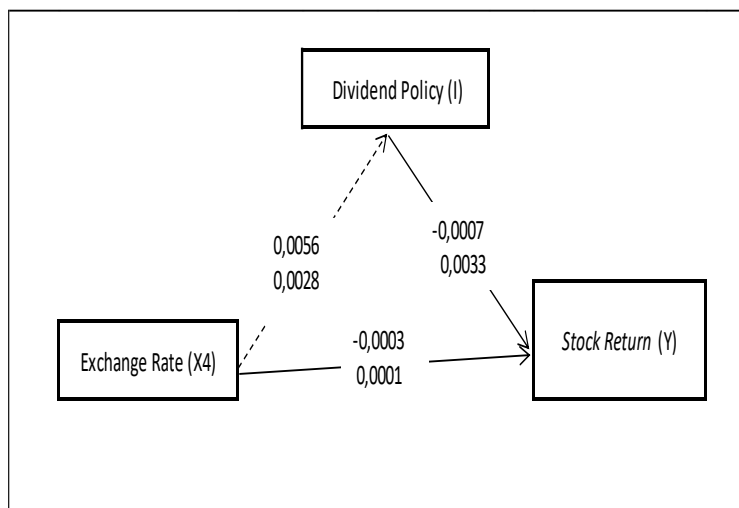 Dividend Policy (I)
0,0056
0,0028
-0,0007
0,0033
Exchange Rate (X4)
-0,0003
0,0001
Stock Return (Y)